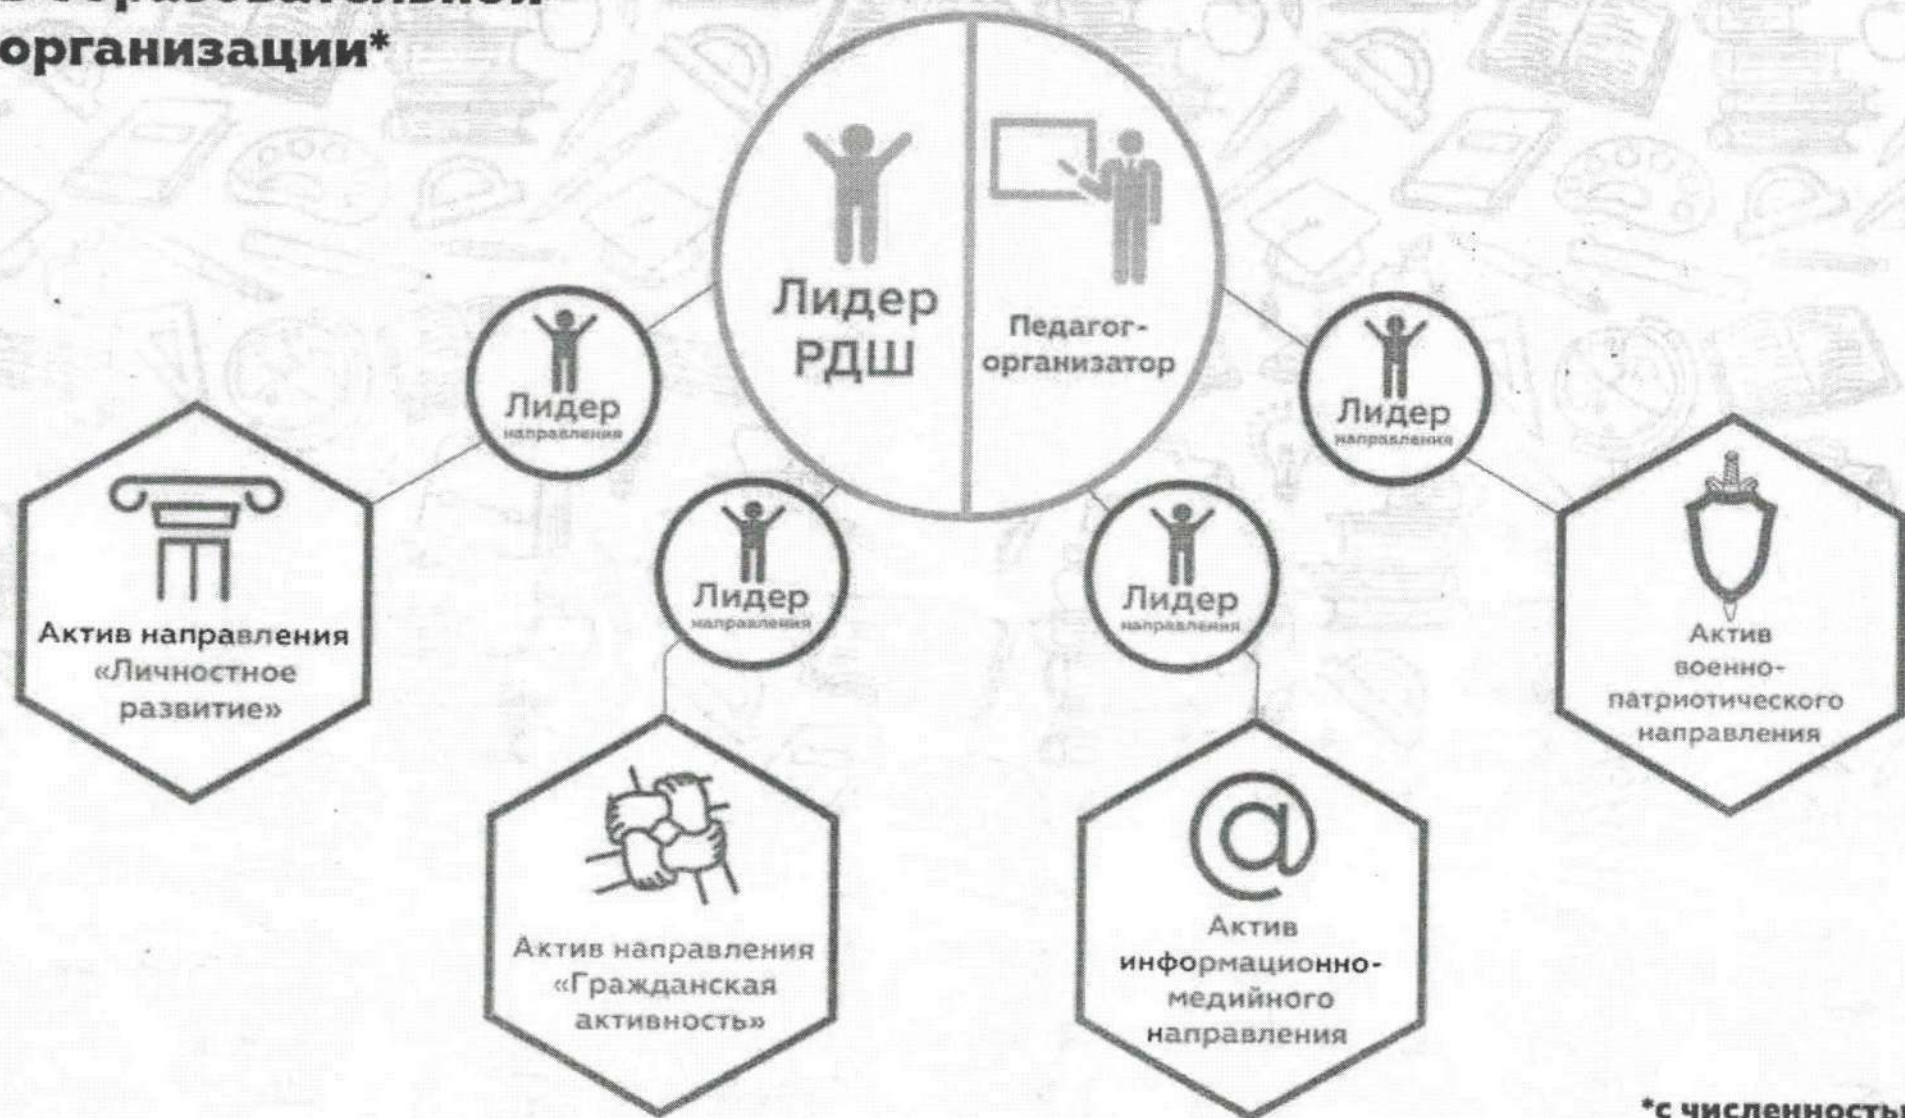 в образовательной
организации*
Лидер
РДШ
Педагог-
организатор
Лидер
направления
Лидер
направления
Лидер
направления
Лидер
направления
Актив направления
«Личностное
развитие»
Актив направления
«Гражданская
активность»
Актив
информационно-
медийного
направления
Актив
военно-
патриотического
направления
*с численностью